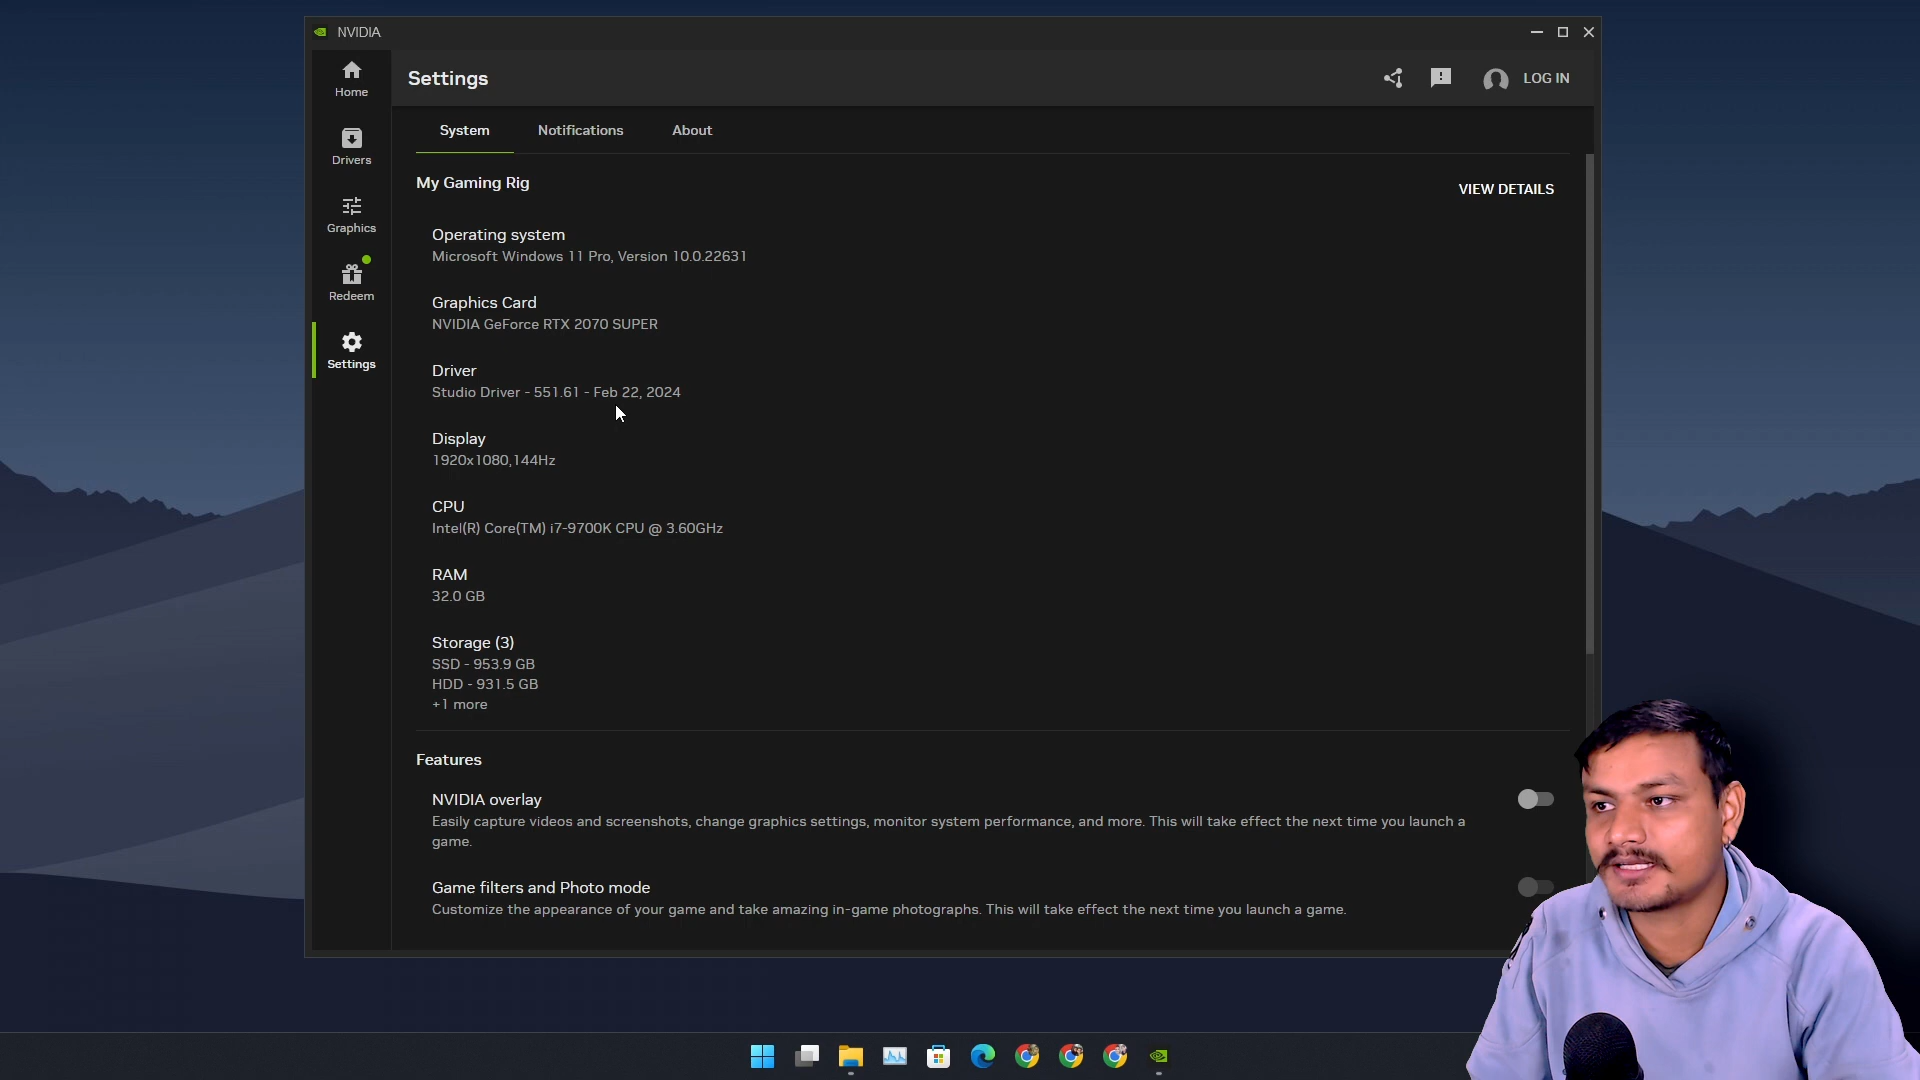 NVIDIA
Home
Drivers
Graphics
Redeem
Settings
Settings
LOG IN
System
Notifications
About
My Gaming Rig
VIEW DETAILS
Operating system
Microsoft Windows 11 Pro, Version 10.0.22631
Graphics Card
NVIDIA GeForce RTX 2070 SUPER
Driver
Studio Driver - 551.61 - Feb 22, 2024
Display
1920x1080,144Hz
CPU
Intel(R) Core(TM) i7-9700K CPU @ 3.60GHz
RAM
32.0 GB
Storage (3)
SSD - 953.9 GB
HDD - 931.5 GB
+1 more
Features
NVIDIA overlay
Easily capture videos and screenshots, change graphics settings, monitor system performance, and more. This will take effect the next time you launch a
game.
Game filters and Photo mode
Customize the appearance of your game and take amazing in-game photographs. This will take effect the next time you launch a game.